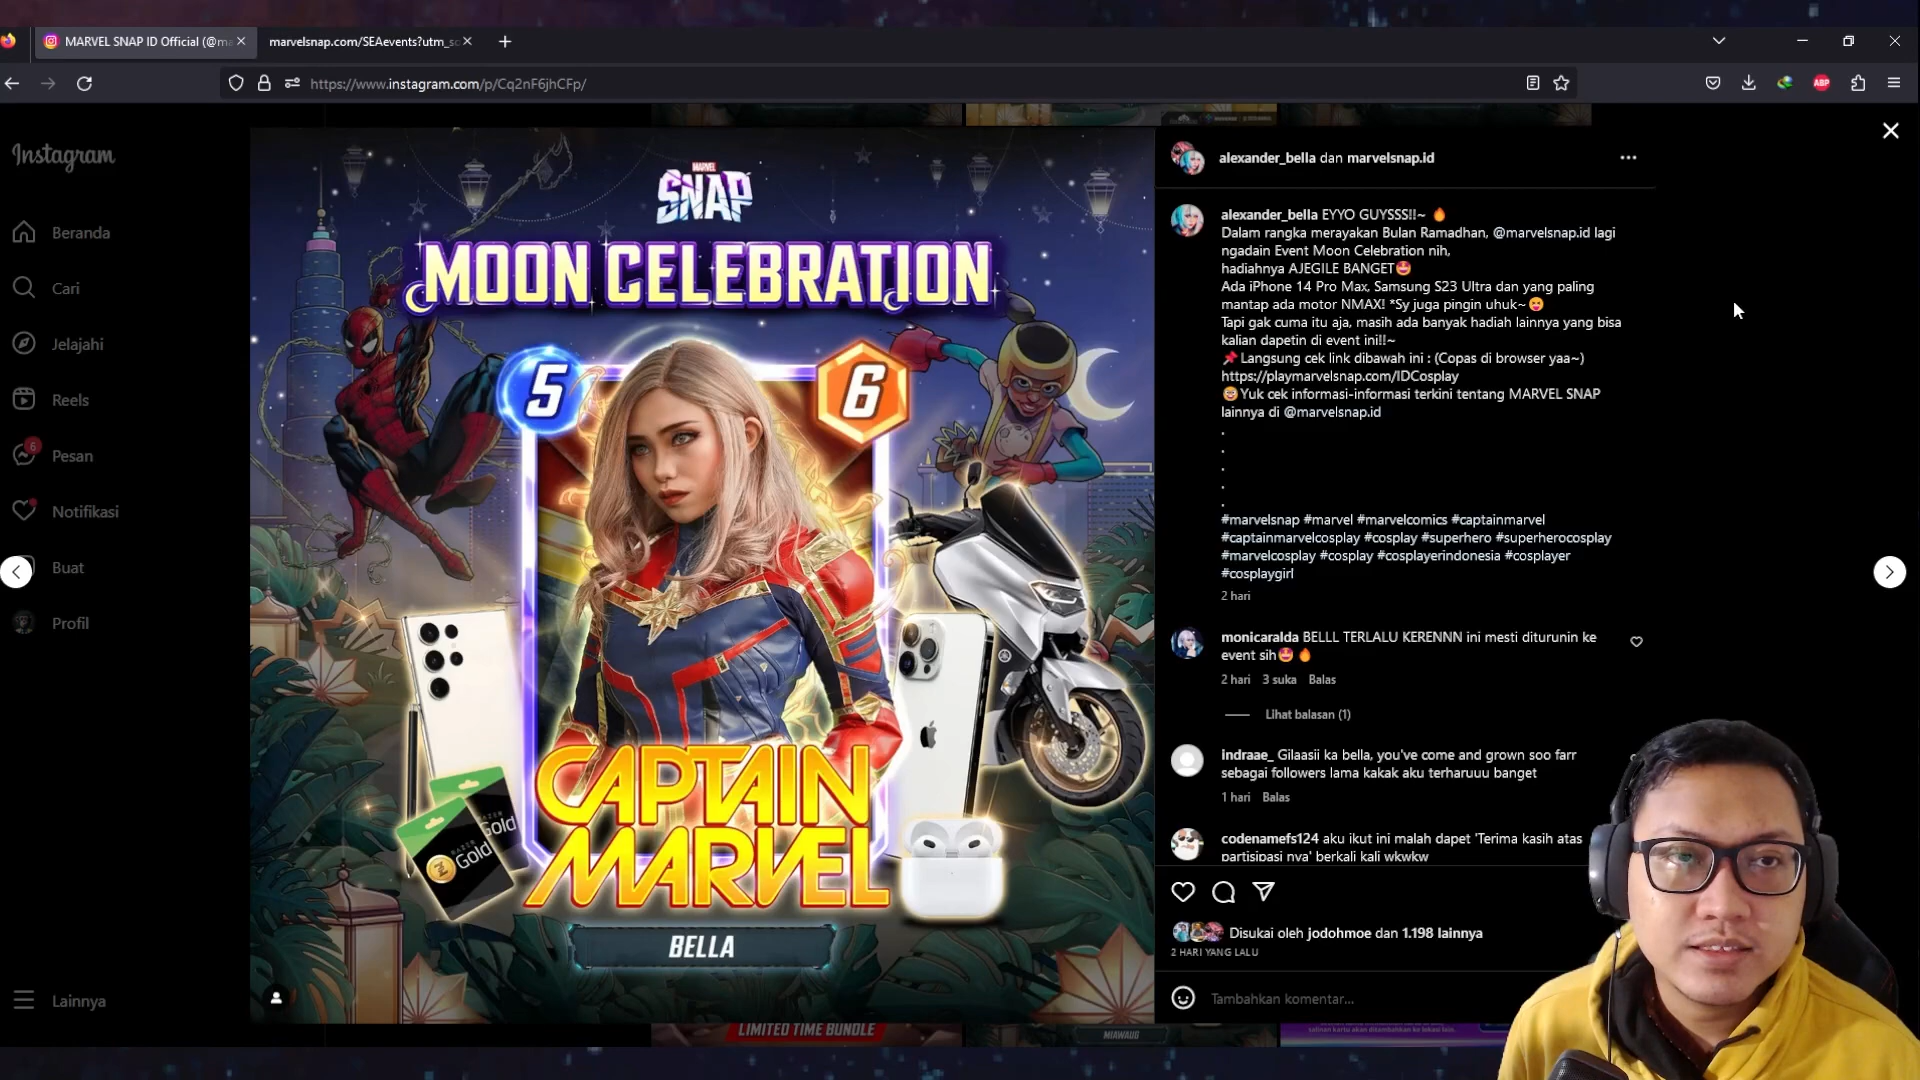 MARVEL SNAP ID Official (@ma
marvelsnap.com/SEAevents?utm_so
https://www.instagram.com/p/Cq2nF6jhCFp/
ABP
Instagram
Beranda
Cari
Jelajahi
Reels
6
Pesan
Notifikasi
Buat
Profil
Lainnya
MARVEL
SNAP
MOON CELEBRATION
5
6
RAZER
Gold
Gold
CAPTAIN
MARVEL
BELLA
LIMITED TIME BUNDLE
MIAWAUG
alexander_bella dan marvelsnap.id
alexander_bella EYYO GUYSSS!!~ 🔥
Dalam rangka merayakan Bulan Ramadhan, @marvelsnap.id lagi
ngadain Event Moon Celebration nih,
hadiahnya AJEGILE BANGET🤩
Ada iPhone 14 Pro Max, Samsung S23 Ultra dan yang paling
mantap ada motor NMAX! *Sy juga pingin uhuk~😜
Tapi gak cuma itu aja, masih ada banyak hadiah lainnya yang bisa
kalian dapetin di event ini!!~
📌Langsung cek link dibawah ini : (Copas di browser yaa~)
https://playmarvelsnap.com/IDCosplay
😆Yuk cek informasi-informasi terkini tentang MARVEL SNAP
lainnya di @marvelsnap.id
.
.
.
.
.
#marvelsnap #marvel #marvelcomics #captainmarvel
#captainmarvelcosplay #cosplay #superhero #superherocosplay
#marvelcosplay #cosplay #cosplayerindonesia #cosplayer
#cosplaygirl
2 hari
monicaralda BELLL TERLALU KERENNN ini mesti diturunin ke
event sih🤩🔥
2 hari 3 suka Balas
Lihat balasan (1)
indraae_ Gilaasii ka bella, you've come and grown soo farr
sebagai followers lama kakak aku terharuuu banget
1 hari Balas
codenamefs124 aku ikut ini malah dapet 'Terima kasih atas
partisipasi nya' berkali kali wkwkw
Disukai oleh jodohmoe dan 1.198 lainnya
2 HARI YANG LALU
Tambahkan komentar...